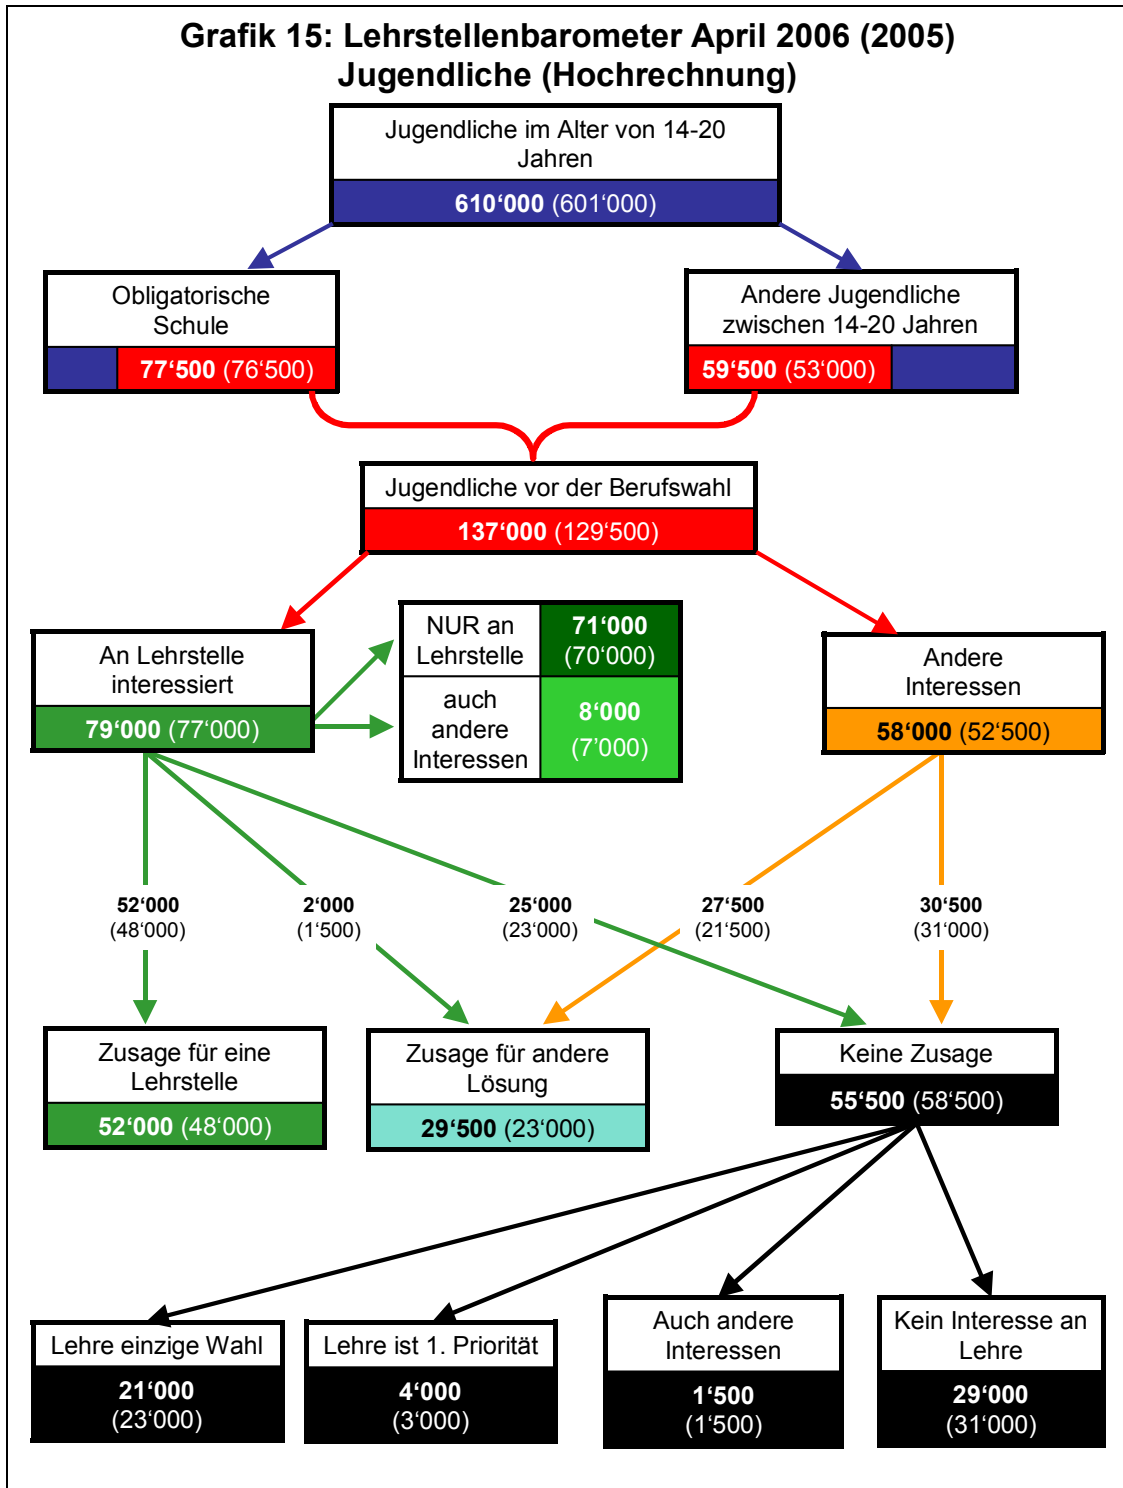 Grafik 15: Lehrstellenbarometer April 2006 (2005)
Jugendliche (Hochrechnung)
Jugendliche im Alter von 14-20
Jahren
610‘000 (601‘000)
Obligatorische
Schule
77‘500 (76‘500)
Andere Jugendliche
zwischen 14-20 Jahren
59‘500 (53‘000)
Jugendliche vor der Berufswahl
137‘000 (129‘500)
An Lehrstelle
interessiert
79‘000 (77‘000)
NUR an
Lehrstelle
71‘000
(70‘000)
auch
andere
Interessen
8‘000
(7’000)
Andere
Interessen
58‘000 (52‘500)
52‘000
(48‘000)
2‘000
(1‘500)
25‘000
(23‘000)
27‘500
(21‘500)
30‘500
(31‘000)
Zusage für eine
Lehrstelle
52‘000 (48‘000)
Zusage für andere
Lösung
29‘500 (23‘000)
Keine Zusage
55‘500 (58‘500)
Lehre einzige Wahl
21‘000
(23‘000)
Lehre ist 1. Priorität
4‘000
(3‘000)
Auch andere
Interessen
1‘500
(1‘500)
Kein Interesse an
Lehre
29‘000
(31‘000)